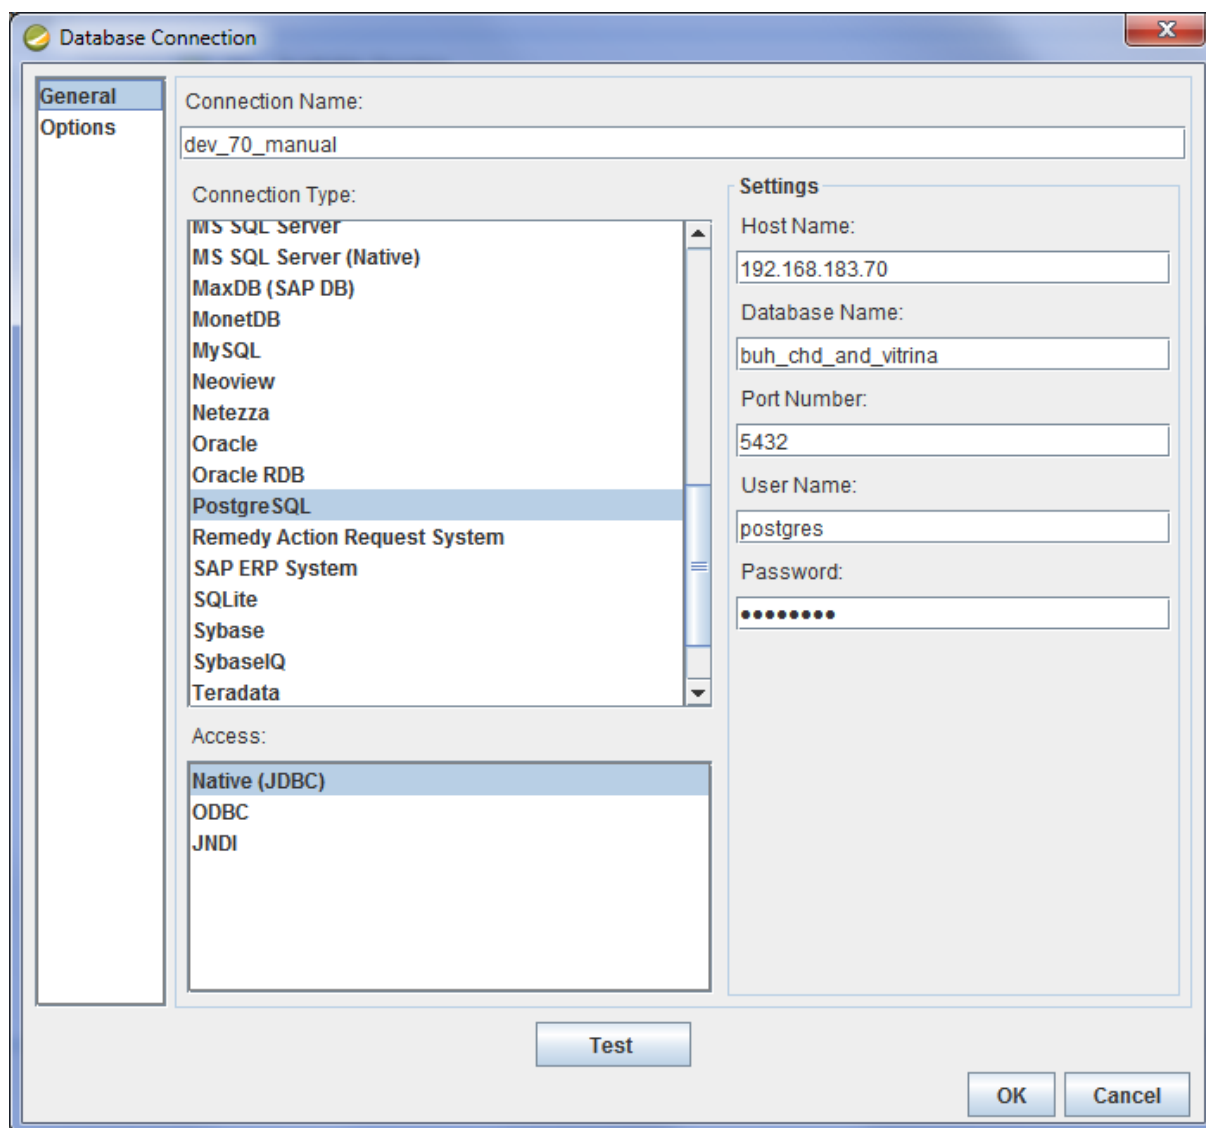 Database Connection
General
Options
Connection Name:
dev_70_manual
Connection Type:
MS SQL Server
MS SQL Server (Native)
MaxDB (SAP DB)
MonetDB
MySQL
Neoview
Netezza
Oracle
Oracle RDB
PostgreSQL
Remedy Action Request System
SAP ERP System
SQLite
Sybase
SybaseIQ
Teradata
Access:
Native (JDBC)
ODBC
JNDI
Settings
Host Name:
192.168.183.70
Database Name:
buh_chd_and_vitrina
Port Number:
5432
User Name:
postgres
Password:
••••••••
Test
OK
Cancel